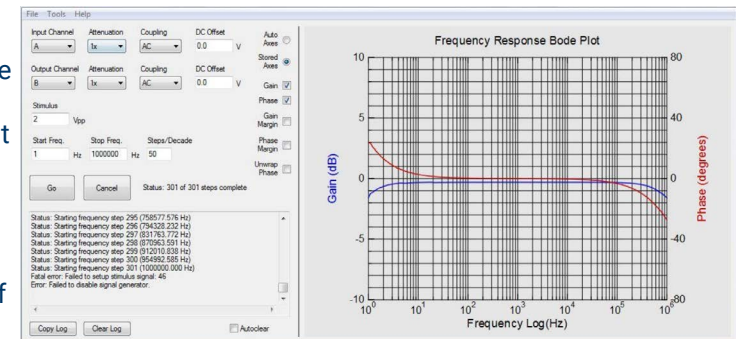 File Tools Help
Input Channel Attenuation Coupling DC Offset
A 1x AC 0.0 V
Output Channel Attenuation Coupling DC Offset
B 1x AC 0.0 V
Stimulus
2 Vpp
Start Freq. Stop Freq. Steps/Decade
1 Hz 1000000 Hz 50
Go Cancel Status: 301 of 301 steps complete
Auto Axes
Stored Axes
Gain
Phase
Gain Margin
Phase Margin
Unwrap Phase
Status: Starting frequency step 295 (758577.576 Hz)
Status: Starting frequency step 296 (794328.232 Hz)
Status: Starting frequency step 297 (831763.772 Hz)
Status: Starting frequency step 298 (870963.591 Hz)
Status: Starting frequency step 299 (912010.838 Hz)
Status: Starting frequency step 300 (954992.585 Hz)
Status: Starting frequency step 301 (1000000.000 Hz)
Fatal error: Failed to setup stimulus signal: 46
Error: Failed to disable signal generator.
Copy Log Clear Log Autoclear
Frequency Response Bode Plot
10 80
5 40
0 0
-5 -40
-10 -80
Gain (dB)
Phase (degrees)
10^0 10^1 10^2 10^3 10^4 10^5 10^6
Frequency Log(Hz)
e
t
f